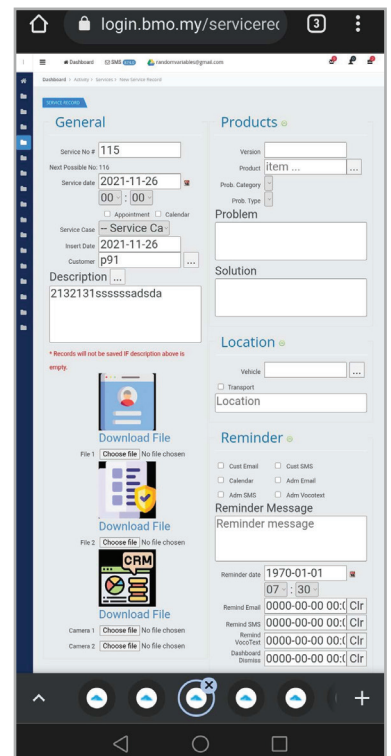 login.bmo.my/servicerec
3
Dashboard
SMS
randomvariables@gmail.com
Dashboard > Activity > Services > New Service Record
SERVICE RECORD
General
Service No # 115
Next Possible No: 116
Service date 2021-11-26
00 : 00
Appointment Calendar
Service Case -- Service Ca
Insert Date 2021-11-26
Customer p91 ...
Description ...
2132131ssssssadsda
* Records will not be saved IF description above is
empty.
Download File
File 1 Choose file No file chosen
Download File
File 2 Choose file No file chosen
CRM
Download File
Camera 1 Choose file No file chosen
Camera 2 Choose file No file chosen
Products
Version
Product item ... ...
Prob. Category
Prob. Type
Problem
Solution
Location
Vehicle ...
Transport
Location
Reminder
Cust Email Cust SMS
Calendar Adm Email
Adm SMS Adm Vocotext
Reminder Message
Reminder message
Reminder date 1970-01-01
07 : 30
Remind Email 0000-00-00 00:( Clr
Remind SMS 0000-00-00 00:( Clr
Remind
VocoText 0000-00-00 00:( Clr
Dashboard
Dismiss 0000-00-00 00:( Clr